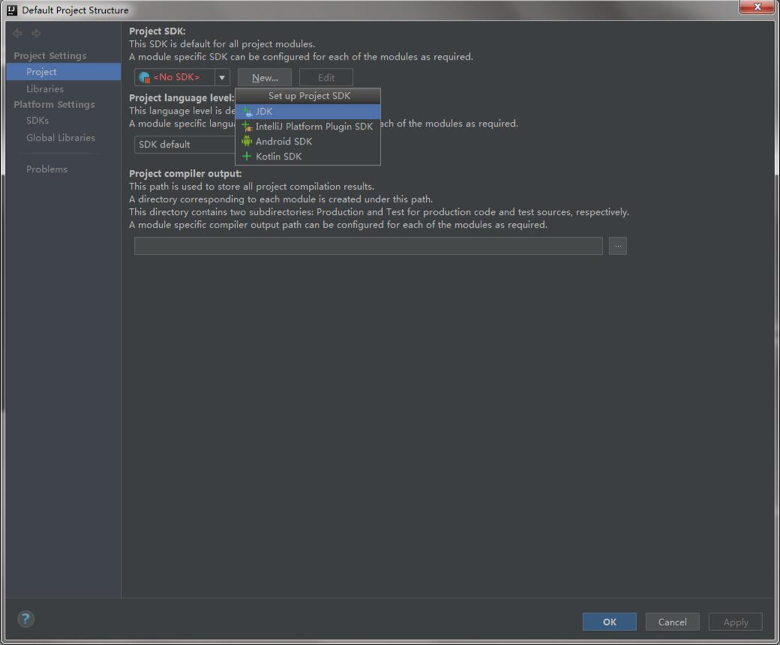 Default Project Structure
Project Settings
Project
Libraries
Platform Settings
SDKs
Global Libraries
Problems
Project SDK:
This SDK is default for all project modules.
A module specific SDK can be configured for each of the modules as required.
<No SDK>
New...
Edit
Set up Project SDK
JDK
IntelliJ Platform Plugin SDK
Android SDK
Kotlin SDK
Project language level:
This language level is de
A module specific langua ach of the modules as required.
SDK default
Project compiler output:
This path is used to store all project compilation results.
A directory corresponding to each module is created under this path.
This directory contains two subdirectories: Production and Test for production code and test sources, respectively.
A module specific compiler output path can be configured for each of the modules as required.
...
?
OK
Cancel
Apply